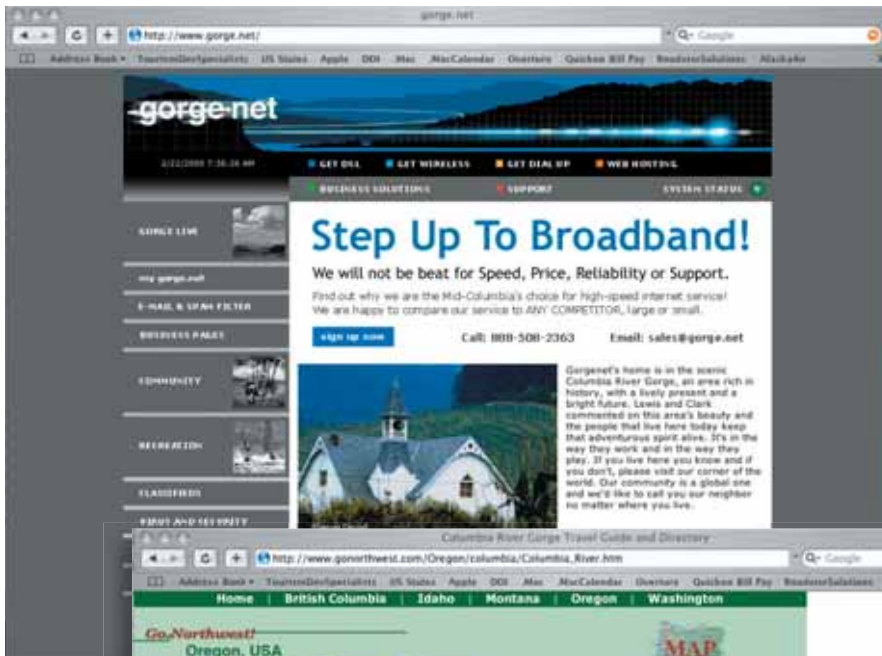 gorge.net
http://www.gorge.net/
Google
Address Book TourismDevSpecialists US States Apple DDI .Mac .MacCalendar Overture Quicken Bill Pay ReadsterSolutions AlaskaAir
gorge·net
GET DSL GET WIRELESS GET DIAL UP WEB HOSTING
BUSINESS SOLUTIONS SUPPORT SYSTEM STATUS
GORGE LIVE
my gorge.net
E-MAIL & SPAM FILTER
BUSINESS PAGES
COMMUNITY
RECREATION
CLASSIFIEDS
VIRUS AND SECURITY
Step Up To Broadband!
We will not be beat for Speed, Price, Reliability or Support.
Find out why we are the Mid-Columbia's choice for high-speed internet service!
We are happy to compare our service to ANY COMPETITOR, large or small.
sign up now Call: 888-508-2363 Email: sales@gorge.net
Gorgenet's home is in the scenic
Columbia River Gorge, an area rich in
history, with a lively present and a
bright future. Lewis and Clark
commented on this area's beauty and
the people that live here today keep
that adventurous spirit alive. It's in the
way they work and in the way they
play. If you live here you know and if
you don't, please visit our corner of the
world. Our community is a global one
and we'd like to call you our neighbor
no matter where you live.
Columbia River Gorge Travel Guide and Directory
http://www.gonorthwest.com/Oregon/columbia/Columbia_River.htm
Google
Address Book TourismDevSpecialists US States Apple DDI .Mac .MacCalendar Overture Quicken Bill Pay
Home | British Columbia | Idaho | Montana | Oregon | Washington
Go Northwest!
Oregon, USA
MAP